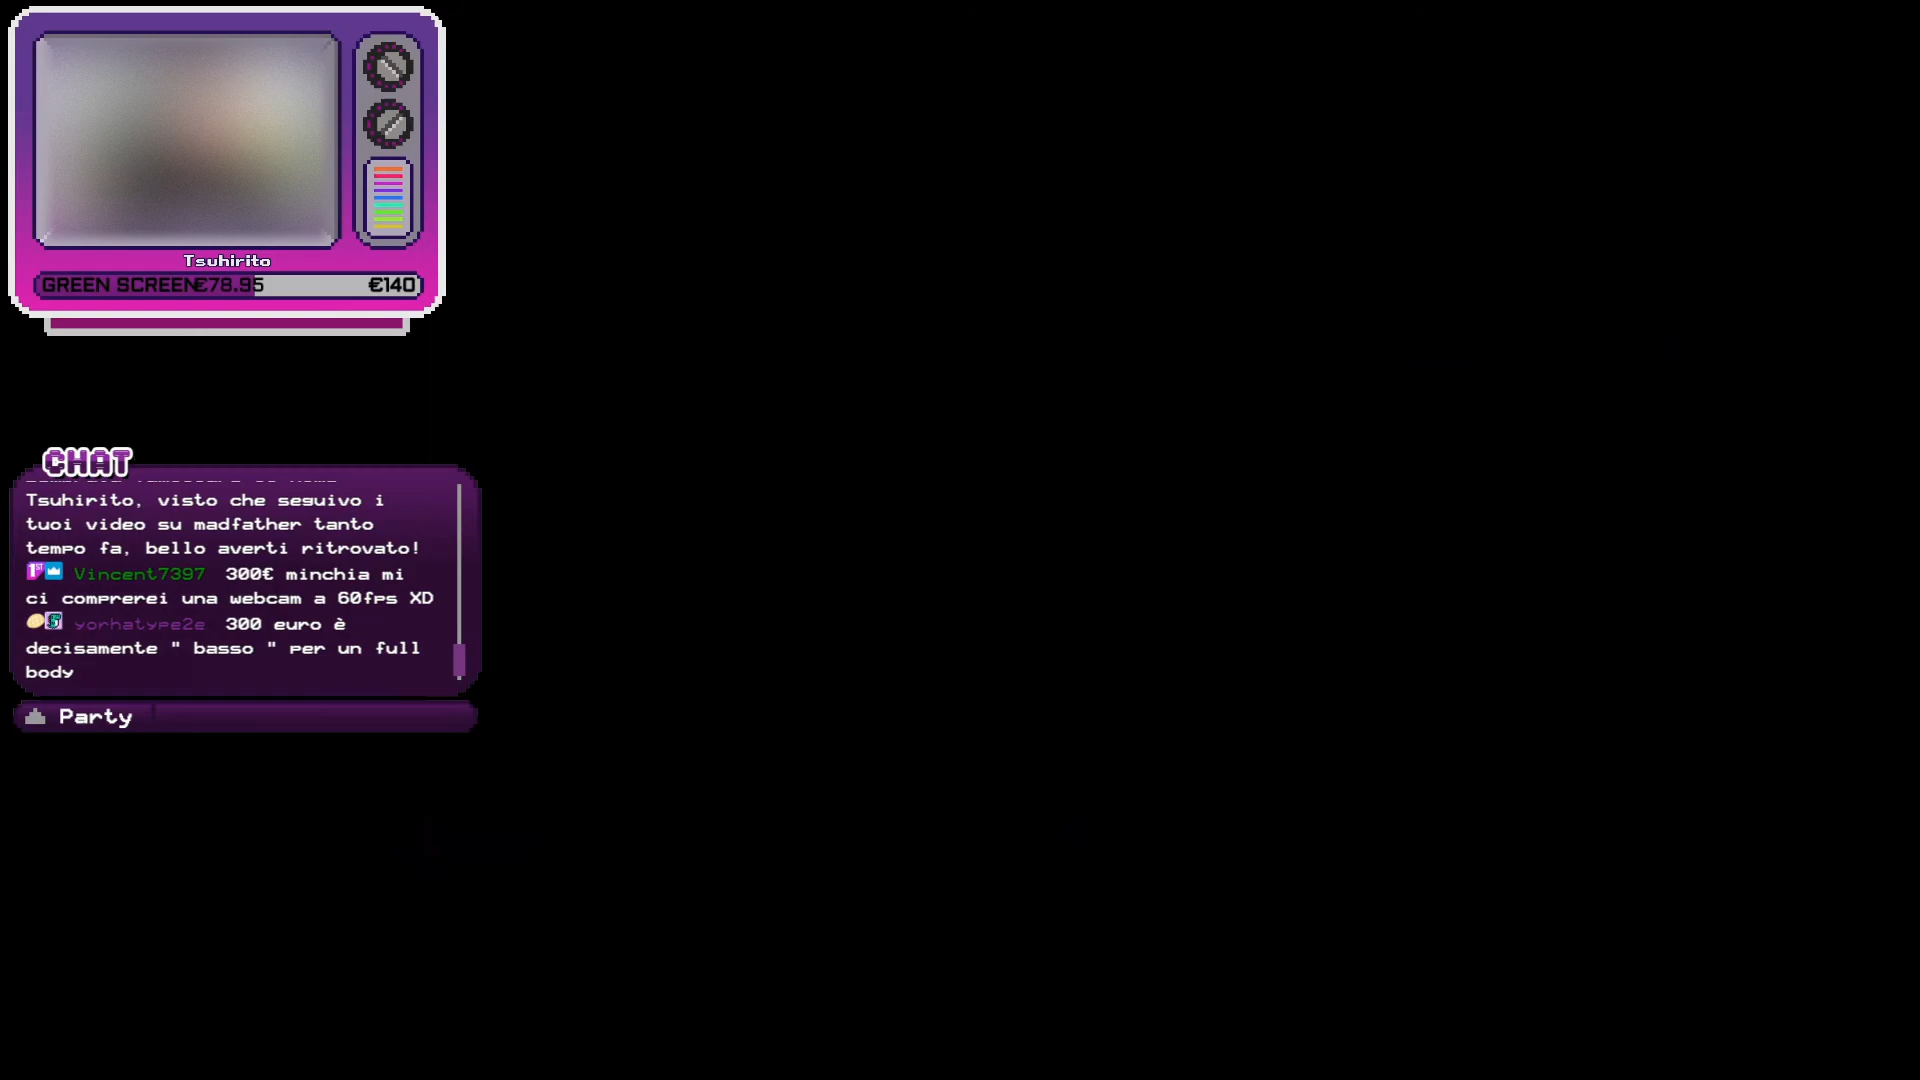 Tsuhirito
GREEN SCREEN €78.95 €140
CHAT
Tsuhirito, visto che seguivo i
tuoi video su madfather tanto
tempo fa, bello averti ritrovato!
1ST Vincent7397 300€ minchia mi
ci comprerei una webcam a 60fps XD
yorhatype2e 300 euro è
decisamente " basso " per un full
body
Party